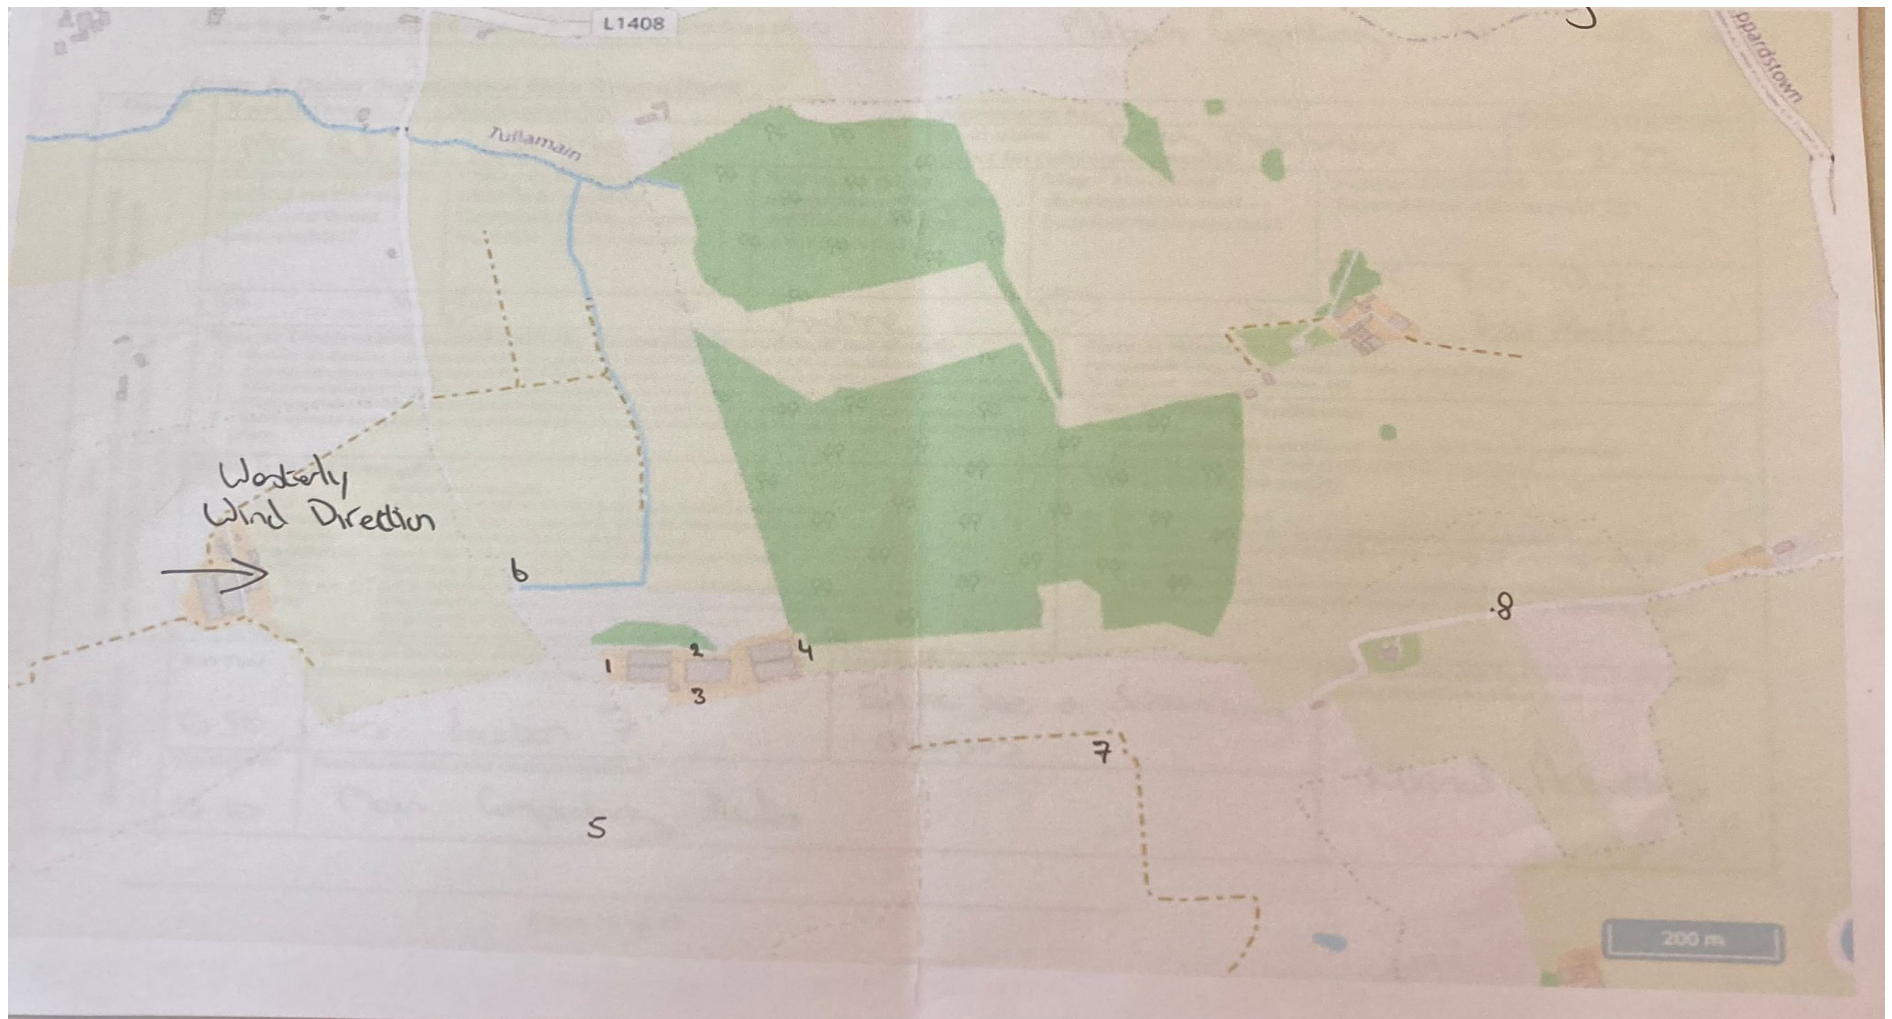 L1408
ppardstown
Tullamain
Westerly
Wind Direction
6
.8
1
2
4
3
7
5
200 m